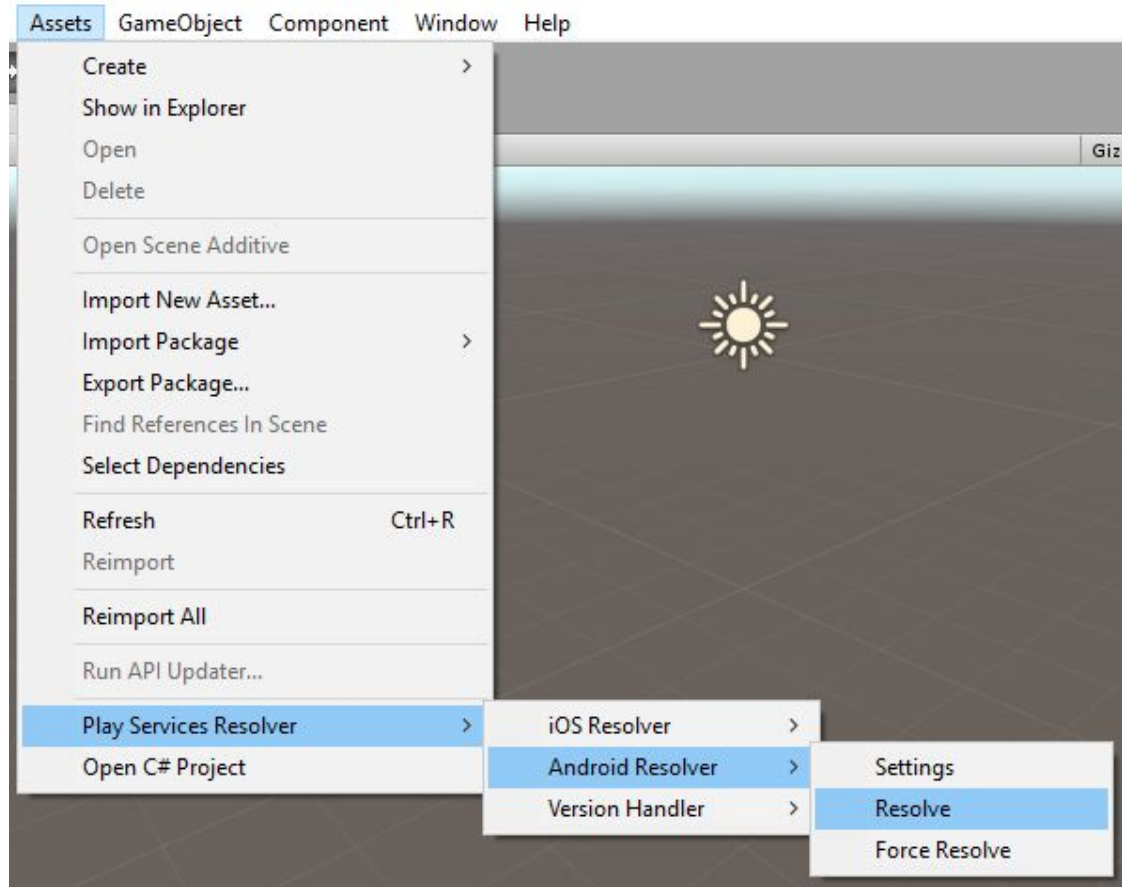 Assets GameObject Component Window Help
Create >
Show in Explorer
Open
Giz
Delete
Open Scene Additive
Import New Asset...
Import Package >
Export Package...
Find References In Scene
Select Dependencies
Refresh Ctrl+R
Reimport
Reimport All
Run API Updater...
Play Services Resolver >
iOS Resolver >
Open C# Project
Android Resolver >
Settings
Version Handler >
Resolve
Force Resolve